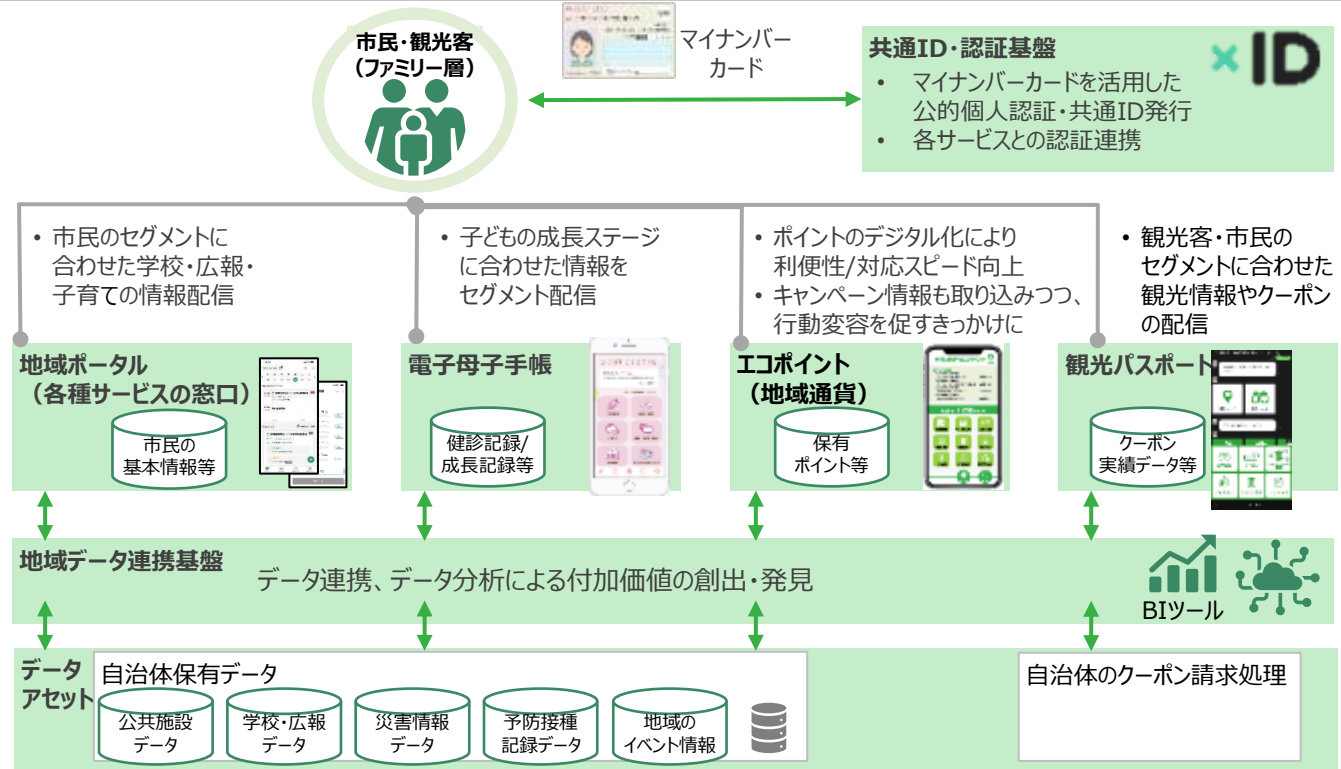 市民・観光客
（ファミリー層）
マイナンバー
カード
共通ID・認証基盤
×ID
• マイナンバーカードを活用した
公的個人認証・共通ID発行
• 各サービスとの認証連携
• 市民のセグメントに
合わせた学校・広報・
子育ての情報配信
• 子どもの成長ステージ
に合わせた情報を
セグメント配信
• ポイントのデジタル化により
利便性/対応スピード向上
• キャンペーン情報も取り込みつつ、
行動変容を促すきっかけに
• 観光客・市民の
セグメントに合わせた
観光情報やクーポン
の配信
地域ポータル
（各種サービスの窓口）
市民の
基本情報等
電子母子手帳
健診記録/
成長記録等
エコポイント
（地域通貨）
保有
ポイント等
観光パスポート
クーポン
実績データ等
地域データ連携基盤
データ連携、データ分析による付加価値の創出・発見
BIツール
データ
アセット
自治体保有データ
公共施設
データ
学校・広報
データ
災害情報
データ
予防接種
記録データ
地域の
イベント情報
自治体のクーポン請求処理